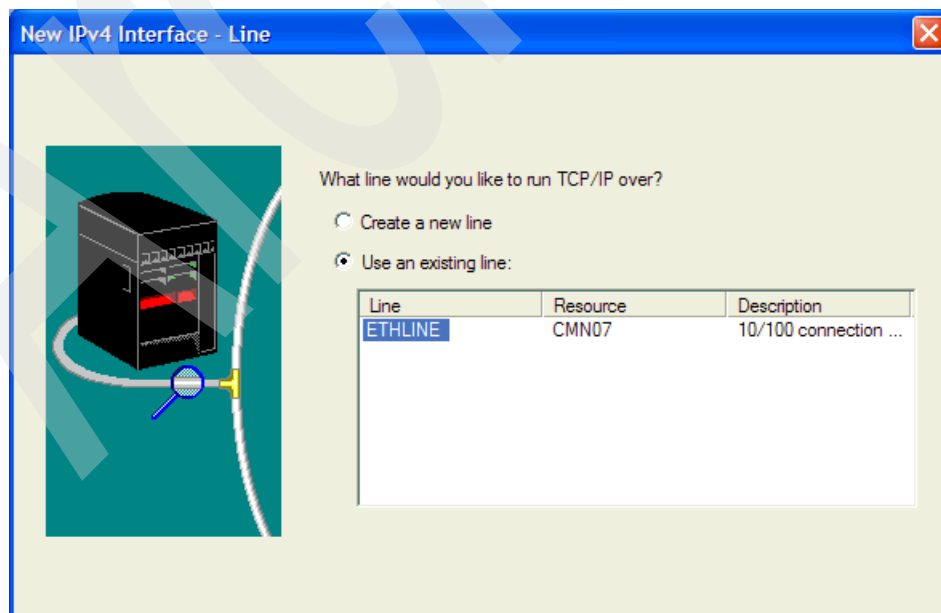 New IPv4 Interface - Line
What line would you like to run TCP/IP over?
Create a new line
Use an existing line:
Line Resource Description
ETHLINE CMN07 10/100 connection ...